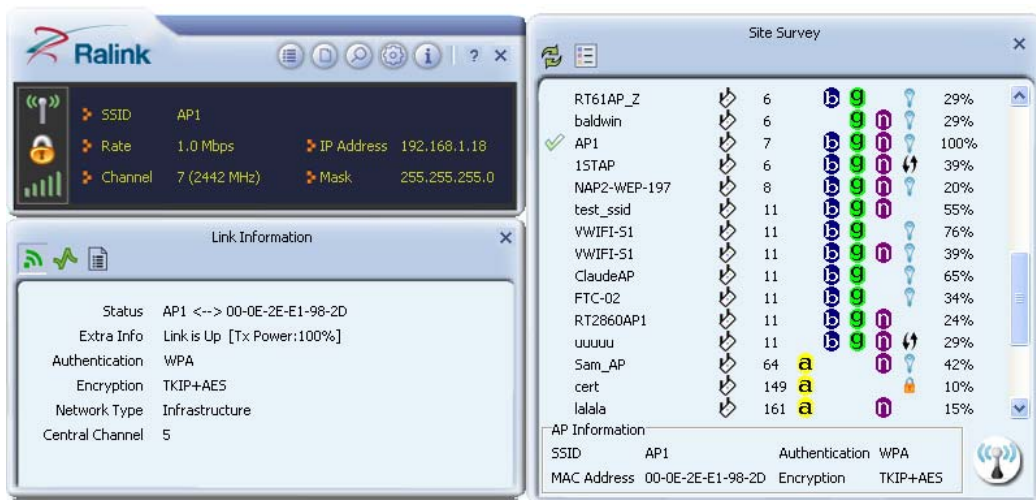 Ralink
? ×
SSID AP1
Rate 1.0 Mbps IP Address 192.168.1.18
Channel 7 (2442 MHz) Mask 255.255.255.0
Link Information
Status AP1 <--> 00-0E-2E-E1-98-2D
Extra Info Link is Up [Tx Power:100%]
Authentication WPA
Encryption TKIP+AES
Network Type Infrastructure
Central Channel 5
Site Survey
RT61AP_Z 6 b g 29%
baldwin 6 g n 29%
AP1 7 b g n 100%
1STAP 6 b g n 39%
NAP2-WEP-197 8 b g n 20%
test_ssid 11 b g n 55%
VWIFI-S1 11 b g 76%
VWIFI-S1 11 b g n 39%
ClaudeAP 11 b g 65%
FTC-02 11 b g 34%
RT2860AP1 11 b g n 24%
uuuuu 11 b g n 29%
Sam_AP 64 a n 42%
cert 149 a 10%
lalala 161 a n 15%
AP Information
SSID AP1 Authentication WPA
MAC Address 00-0E-2E-E1-98-2D Encryption TKIP+AES